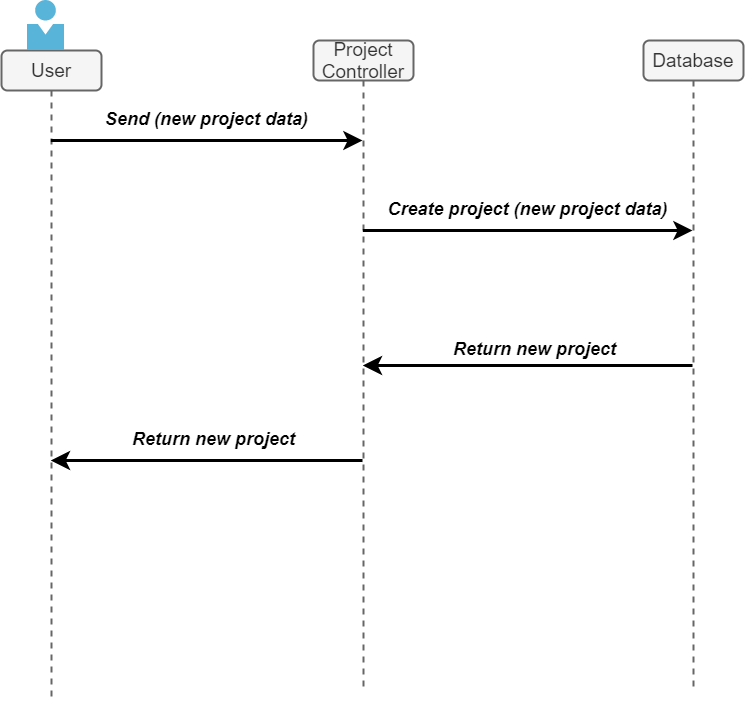 User
Project
Controller
Database
Send (new project data)
Create project (new project data)
Return new project
Return new project